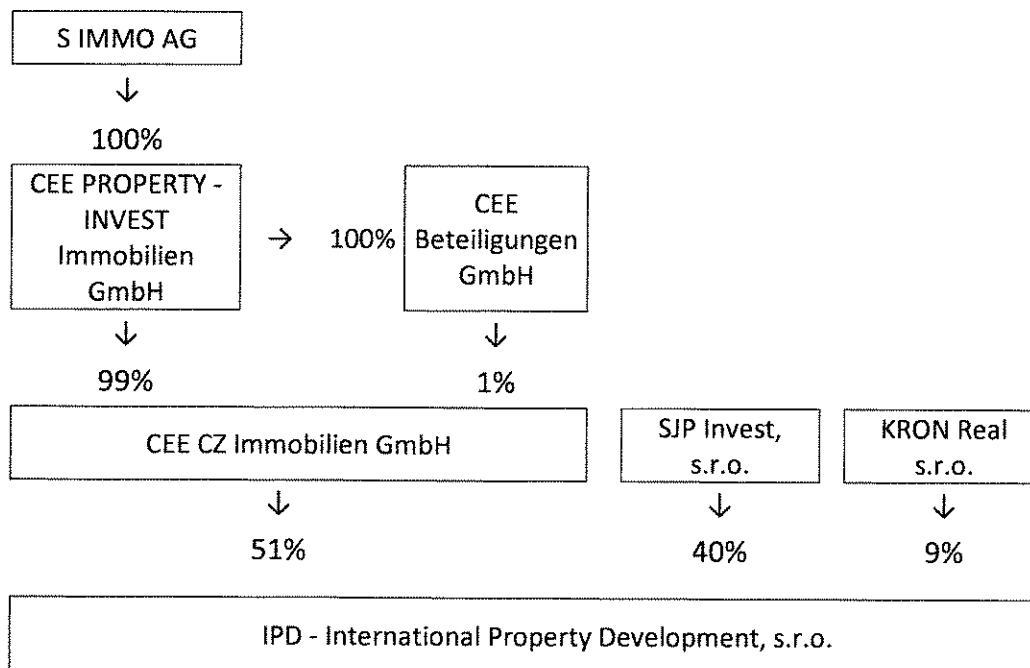 S IMMO AG
↓
100%
CEE PROPERTY -
INVEST
Immobilien
GmbH
→ 100%
CEE
Beteiligungen
GmbH
↓
99%
↓
1%
CEE CZ Immobilien GmbH
SJP Invest,
s.r.o.
KRON Real
s.r.o.
↓
51%
↓
40%
↓
9%
IPD - International Property Development, s.r.o.